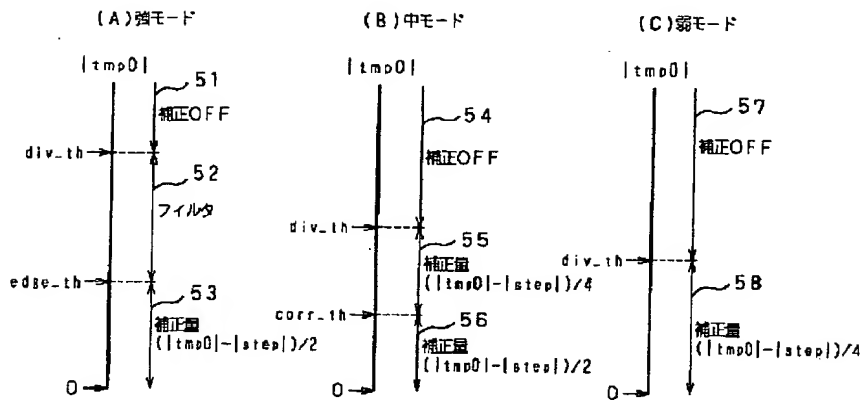 (A)強モード
|tmp0|
51
補正OFF
div_th
52
フィルタ
edge_th
53
補正量
(|tmp0|-|step|)/2
0
(B)中モード
|tmp0|
54
補正OFF
div_th
55
補正量
(|tmp0|-|step|)/4
corr_th
56
補正量
(|tmp0|-|step|)/2
0
(C)弱モード
|tmp0|
57
補正OFF
div_th
58
補正量
(|tmp0|-|step|)/4
0